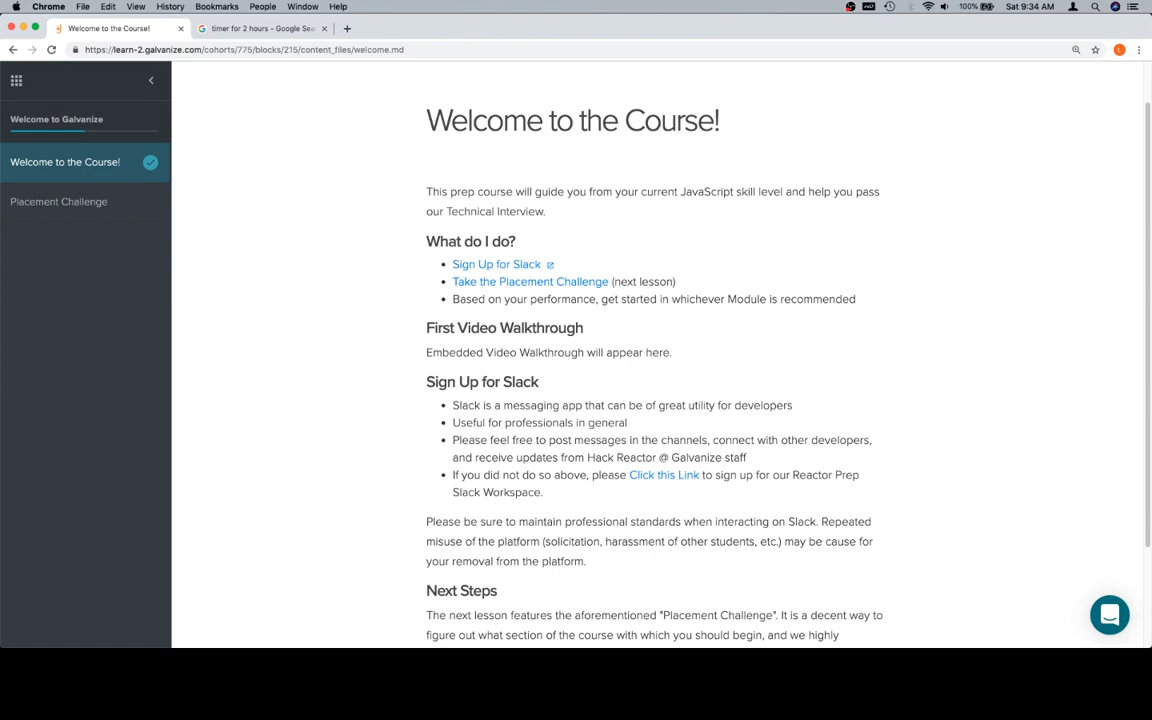 Chrome File Edit View History Bookmarks People Window Help 100% Sat 9:34 AM
Welcome to the Course! timer for 2 hours - Google Sea
https://learn-2.galvanize.com/cohorts/775/blocks/215/content_files/welcome.md
Welcome to Galvanize
Welcome to the Course!
Placement Challenge
Welcome to the Course!
This prep course will guide you from your current JavaScript skill level and help you pass
our Technical Interview.
What do I do?
• Sign Up for Slack
• Take the Placement Challenge (next lesson)
• Based on your performance, get started in whichever Module is recommended
First Video Walkthrough
Embedded Video Walkthrough will appear here.
Sign Up for Slack
• Slack is a messaging app that can be of great utility for developers
• Useful for professionals in general
• Please feel free to post messages in the channels, connect with other developers,
and receive updates from Hack Reactor @ Galvanize staff
• If you did not do so above, please Click this Link to sign up for our Reactor Prep
Slack Workspace.
Please be sure to maintain professional standards when interacting on Slack. Repeated
misuse of the platform (solicitation, harassment of other students, etc.) may be cause for
your removal from the platform.
Next Steps
The next lesson features the aforementioned "Placement Challenge". It is a decent way to
figure out what section of the course with which you should begin, and we highly